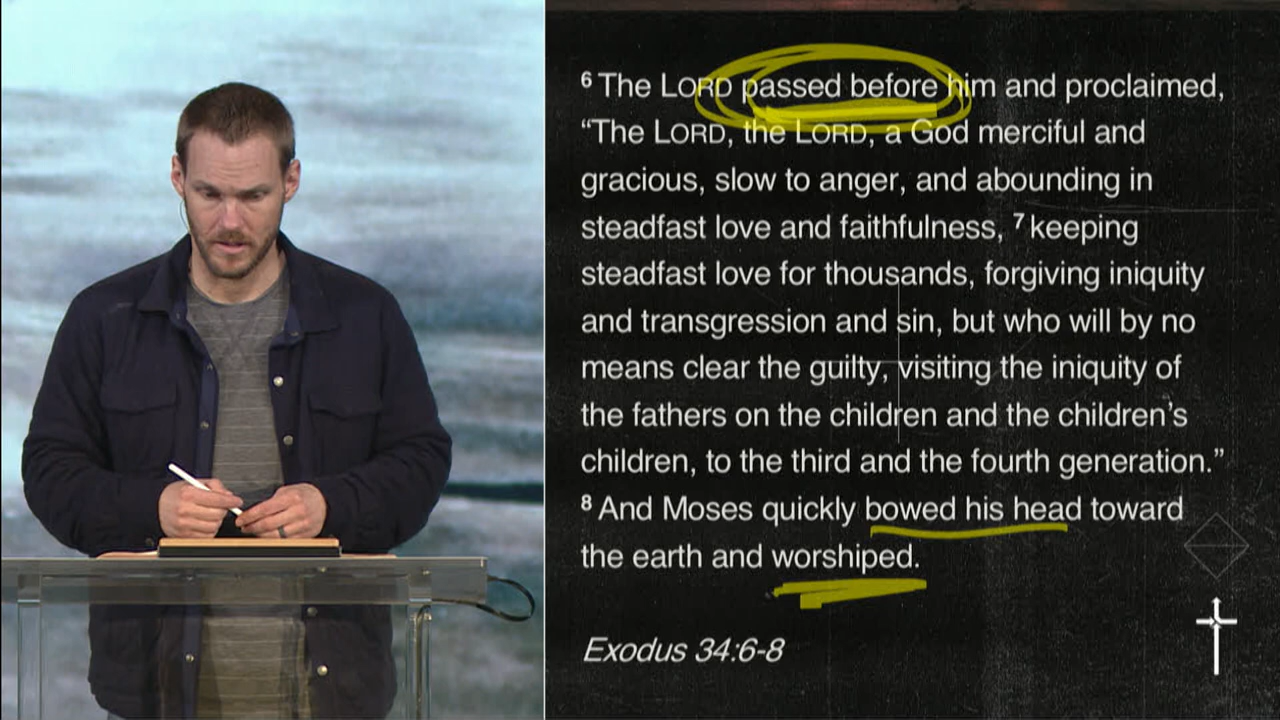 ⁶ The LORD passed before him and proclaimed,
“The LORD, the LORD, a God merciful and
gracious, slow to anger, and abounding in
steadfast love and faithfulness, ⁷ keeping
steadfast love for thousands, forgiving iniquity
and transgression and sin, but who will by no
means clear the guilty, visiting the iniquity of
the fathers on the children and the children’s
children, to the third and the fourth generation.”
⁸ And Moses quickly bowed his head toward
the earth and worshiped.
Exodus 34:6-8